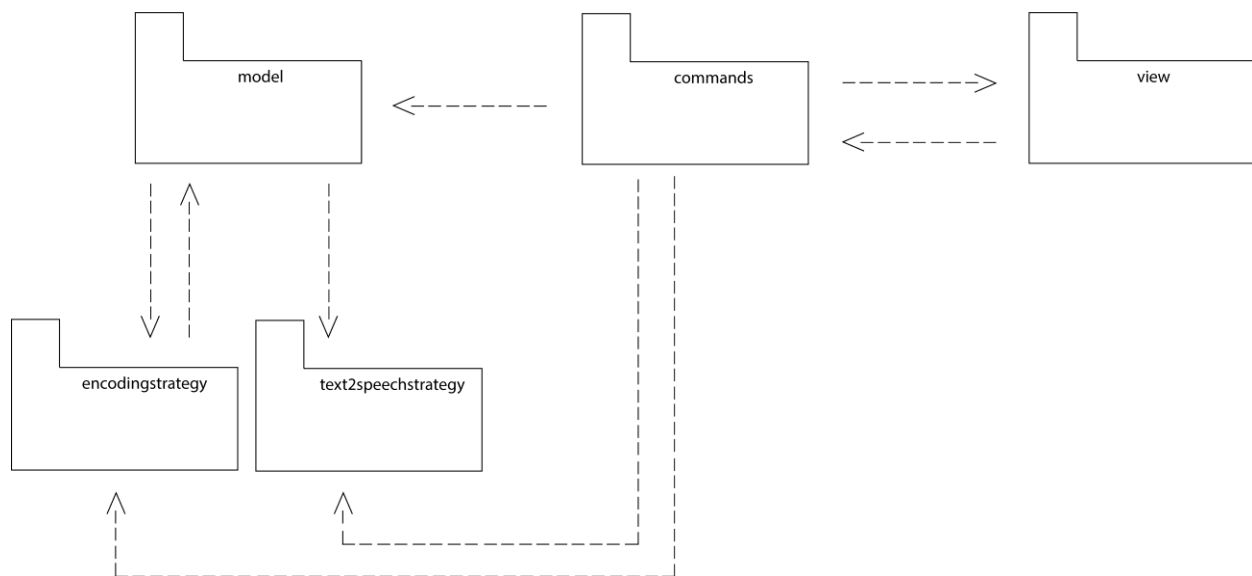 model
commands
view
encodingstrategy
text2speechstrategy